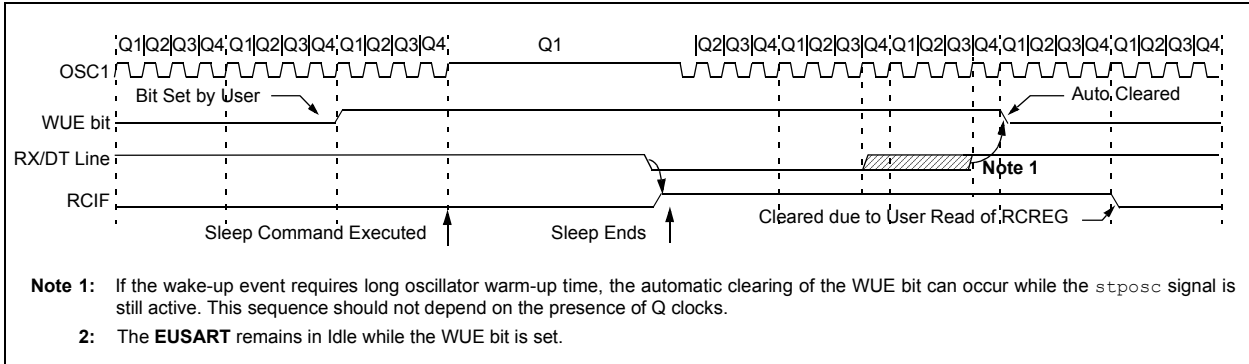 Q1|Q2|Q3|Q4|Q1|Q2|Q3|Q4|Q1|Q2|Q3|Q4 Q1 |Q2|Q3|Q4|Q1|Q2|Q3|Q4|Q1|Q2|Q3|Q4|Q1|Q2|Q3|Q4|Q1|Q2|Q3|Q4
OSC1
Bit Set by User Auto Cleared
WUE bit
RX/DT Line
Note 1
RCIF
Cleared due to User Read of RCREG
Sleep Command Executed Sleep Ends
Note 1: If the wake-up event requires long oscillator warm-up time, the automatic clearing of the WUE bit can occur while the stposc signal is
still active. This sequence should not depend on the presence of Q clocks.
2: The EUSART remains in Idle while the WUE bit is set.